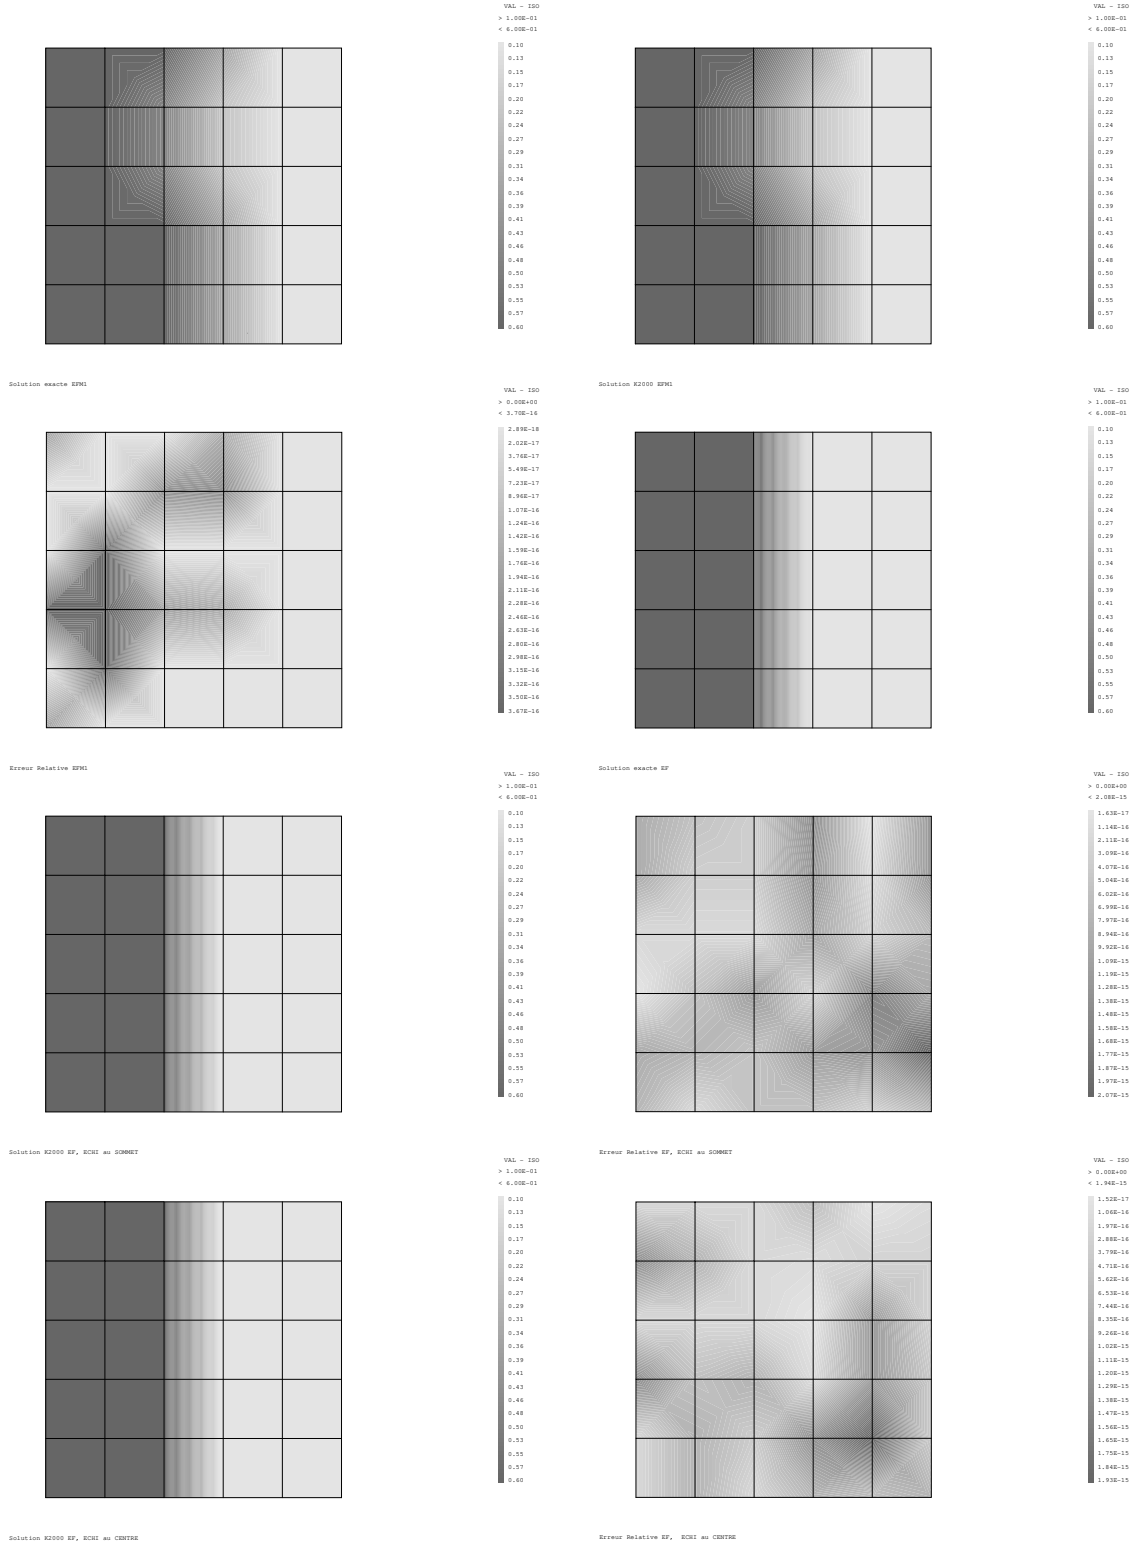 VAL - ISO
> 1.00E-01
< 6.00E-01
0.10
0.13
0.15
0.17
0.20
0.22
0.24
0.27
0.29
0.31
0.34
0.36
0.39
0.41
0.43
0.46
0.48
0.50
0.53
0.55
0.57
0.60
Solution exacte EFM1
VAL - ISO
> 1.00E-01
< 6.00E-01
0.10
0.13
0.15
0.17
0.20
0.22
0.24
0.27
0.29
0.31
0.34
0.36
0.39
0.41
0.43
0.46
0.48
0.50
0.53
0.55
0.57
0.60
Solution K2000 EFM1
VAL - ISO
> 0.00E+00
< 3.70E-16
2.89E-18
2.02E-17
3.76E-17
5.49E-17
7.23E-17
8.96E-17
1.07E-16
1.24E-16
1.42E-16
1.59E-16
1.76E-16
1.94E-16
2.11E-16
2.28E-16
2.46E-16
2.63E-16
2.80E-16
2.98E-16
3.15E-16
3.32E-16
3.50E-16
3.67E-16
Erreur Relative EFM1
VAL - ISO
> 1.00E-01
< 6.00E-01
0.10
0.13
0.15
0.17
0.20
0.22
0.24
0.27
0.29
0.31
0.34
0.36
0.39
0.41
0.43
0.46
0.48
0.50
0.53
0.55
0.57
0.60
Solution exacte EF
VAL - ISO
> 1.00E-01
< 6.00E-01
0.10
0.13
0.15
0.17
0.20
0.22
0.24
0.27
0.29
0.31
0.34
0.36
0.39
0.41
0.43
0.46
0.48
0.50
0.53
0.55
0.57
0.60
Solution K2000 EF, ECHI au SOMMET
VAL - ISO
> 0.00E+00
< 2.08E-15
1.63E-17
1.14E-16
2.11E-16
3.09E-16
4.07E-16
5.04E-16
6.02E-16
6.99E-16
7.97E-16
8.94E-16
9.92E-16
1.09E-15
1.19E-15
1.28E-15
1.38E-15
1.48E-15
1.58E-15
1.68E-15
1.77E-15
1.87E-15
1.97E-15
2.07E-15
Erreur Relative EF, ECHI au SOMMET
VAL - ISO
> 1.00E-01
< 6.00E-01
0.10
0.13
0.15
0.17
0.20
0.22
0.24
0.27
0.29
0.31
0.34
0.36
0.39
0.41
0.43
0.46
0.48
0.50
0.53
0.55
0.57
0.60
Solution K2000 EF, ECHI au CENTRE
VAL - ISO
> 0.00E+00
< 1.94E-15
1.52E-17
1.06E-16
1.97E-16
2.88E-16
3.79E-16
4.71E-16
5.62E-16
6.53E-16
7.44E-16
8.35E-16
9.26E-16
1.02E-15
1.11E-15
1.20E-15
1.29E-15
1.38E-15
1.47E-15
1.56E-15
1.65E-15
1.75E-15
1.84E-15
1.93E-15
Erreur Relative EF,  ECHI au CENTRE